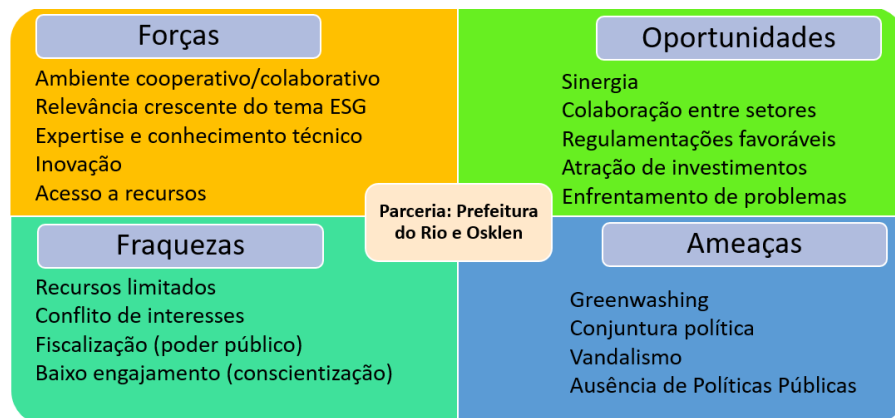 Forças
Ambiente cooperativo/colaborativo
Relevância crescente do tema ESG
Expertise e conhecimento técnico
Inovação
Acesso a recursos
Oportunidades
Sinergia
Colaboração entre setores
Regulamentações favoráveis
Atração de investimentos
Enfrentamento de problemas
Parceria: Prefeitura
do Rio e Osklen
Fraquezas
Recursos limitados
Conflito de interesses
Fiscalização (poder público)
Baixo engajamento (conscientização)
Ameaças
Greenwashing
Conjuntura política
Vandalismo
Ausência de Políticas Públicas